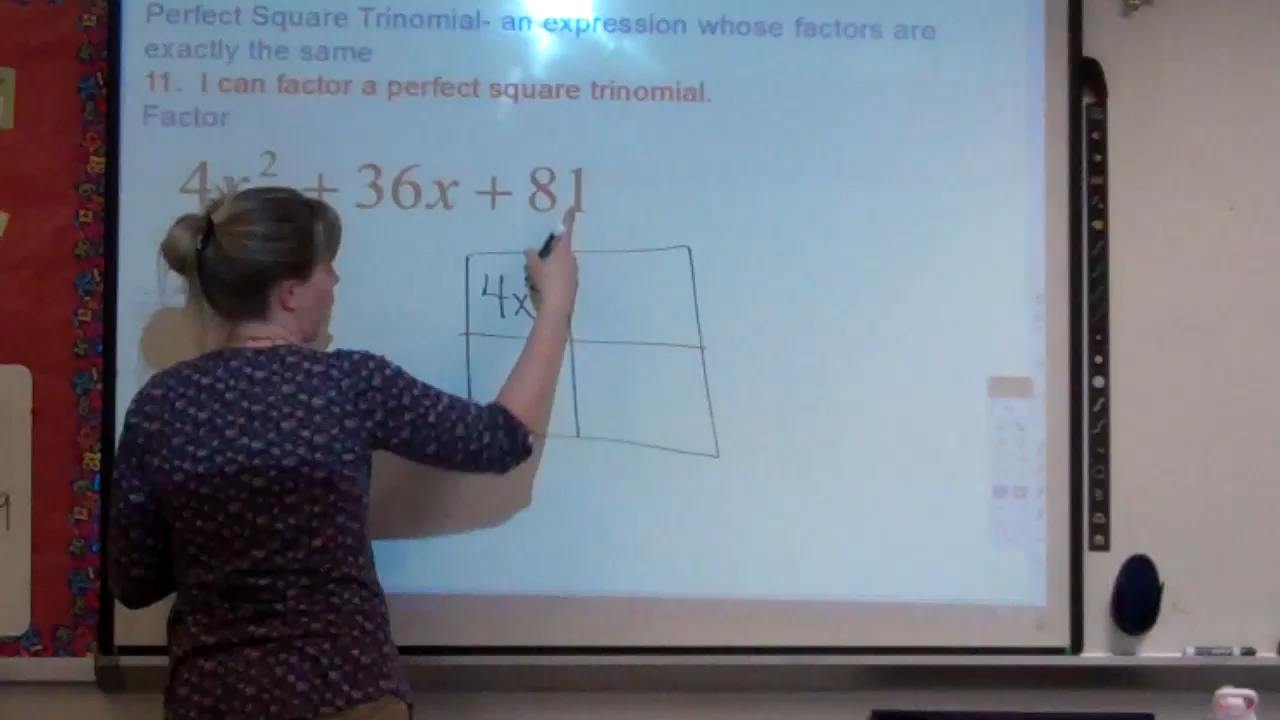 Perfect Square Trinomial- an expression whose factors are
exactly the same
11. I can factor a perfect square trinomial.
Factor
4x² + 36x + 81
4x